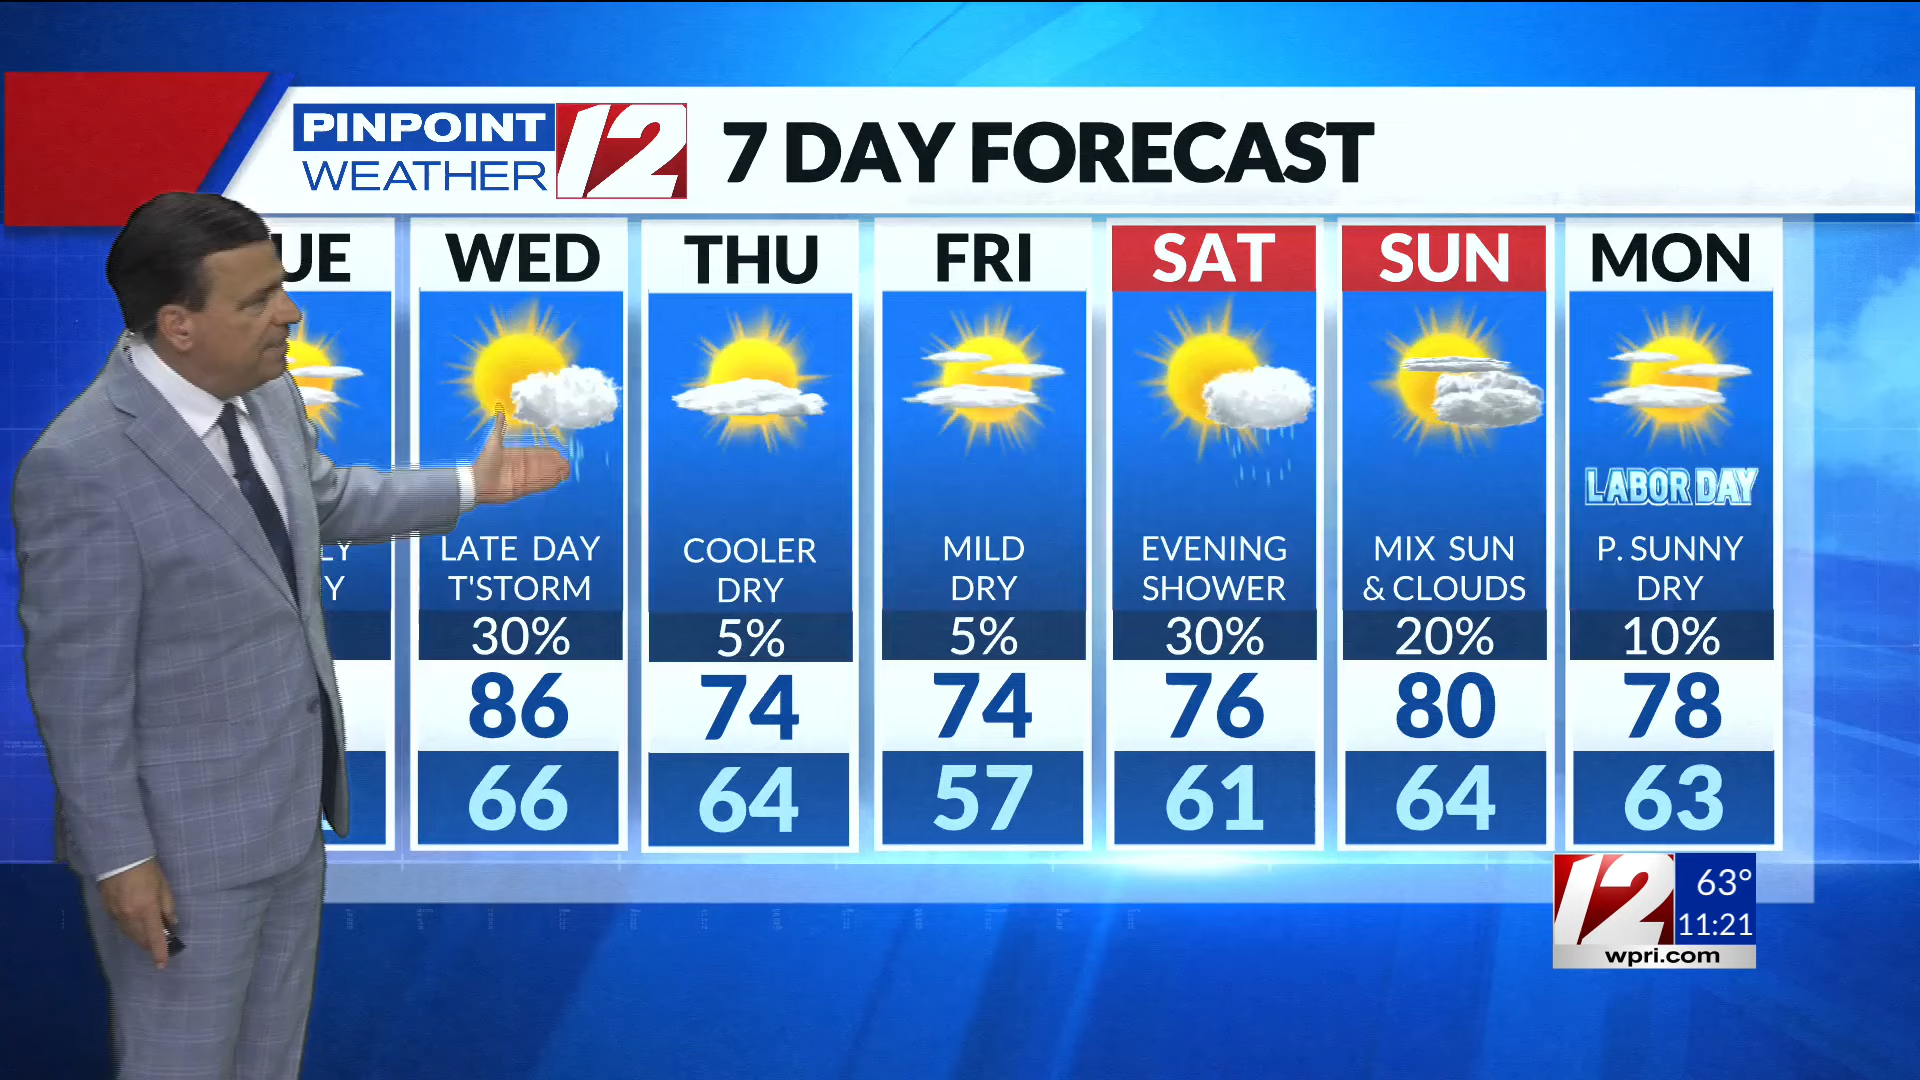 PINPOINT
WEATHER
12
7 DAY FORECAST
UE
LY
Y
WED
LATE DAY
T'STORM
30%
86
66
THU
COOLER
DRY
5%
74
64
FRI
MILD
DRY
5%
74
57
SAT
EVENING
SHOWER
30%
76
61
SUN
MIX SUN
& CLOUDS
20%
80
64
MON
LABOR DAY
P. SUNNY
DRY
10%
78
63
12
63°
11:21
wpri.com